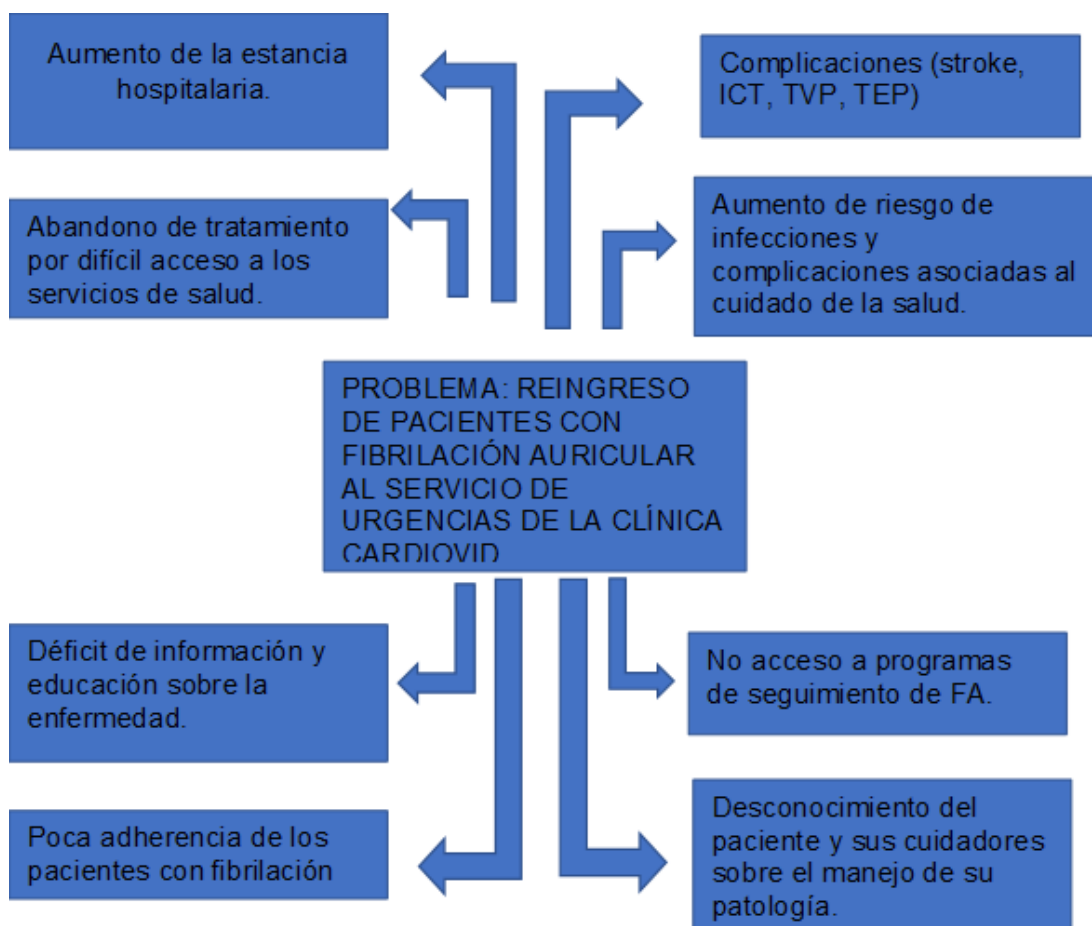 Aumento de la estancia
hospitalaria.
Complicaciones (stroke,
ICT, TVP, TEP)
Abandono de tratamiento
por difícil acceso a los
servicios de salud.
Aumento de riesgo de
infecciones y
complicaciones asociadas al
cuidado de la salud.
PROBLEMA: REINGRESO
DE PACIENTES CON
FIBRILACIÓN AURICULAR
AL SERVICIO DE
URGENCIAS DE LA CLÍNICA
CARDIOVID
Déficit de información y
educación sobre la
enfermedad.
No acceso a programas
de seguimiento de FA.
Poca adherencia de los
pacientes con fibrilación
Desconocimiento del
paciente y sus cuidadores
sobre el manejo de su
patología.